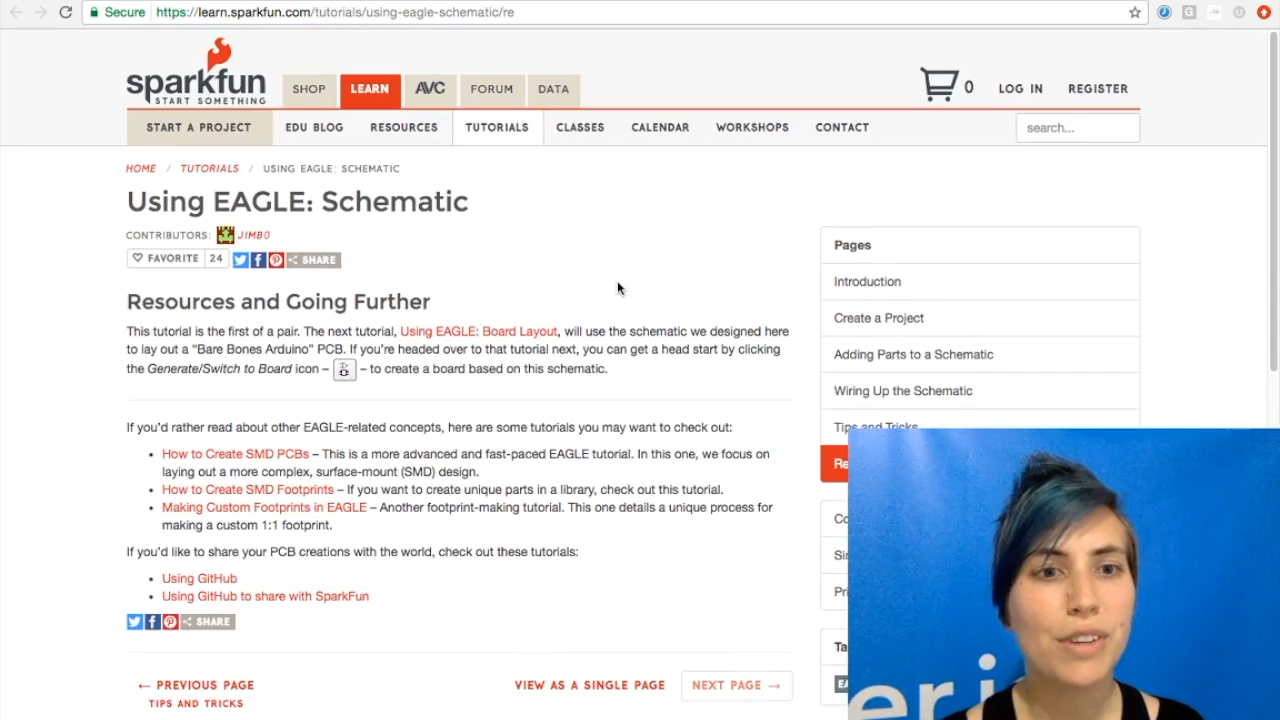 Secure https://learn.sparkfun.com/tutorials/using-eagle-schematic/re
sparkfun
START SOMETHING
SHOP LEARN AVC FORUM DATA
0 LOG IN REGISTER
START A PROJECT EDU BLOG RESOURCES TUTORIALS CLASSES CALENDAR WORKSHOPS CONTACT search...
HOME / TUTORIALS / USING EAGLE: SCHEMATIC
Using EAGLE: Schematic
CONTRIBUTORS: JIMBO
FAVORITE 24 SHARE
Resources and Going Further
This tutorial is the first of a pair. The next tutorial, Using EAGLE: Board Layout, will use the schematic we designed here
to lay out a “Bare Bones Arduino” PCB. If you’re headed over to that tutorial next, you can get a head start by clicking
the Generate/Switch to Board icon – – to create a board based on this schematic.
If you’d rather read about other EAGLE-related concepts, here are some tutorials you may want to check out:
• How to Create SMD PCBs – This is a more advanced and fast-paced EAGLE tutorial. In this one, we focus on
laying out a more complex, surface-mount (SMD) design.
• How to Create SMD Footprints – If you want to create unique parts in a library, check out this tutorial.
• Making Custom Footprints in EAGLE – Another footprint-making tutorial. This one details a unique process for
making a custom 1:1 footprint.
If you’d like to share your PCB creations with the world, check out these tutorials:
• Using GitHub
• Using GitHub to share with SparkFun
SHARE
← PREVIOUS PAGE
TIPS AND TRICKS
VIEW AS A SINGLE PAGE
NEXT PAGE →
Pages
Introduction
Create a Project
Adding Parts to a Schematic
Wiring Up the Schematic
Tips and Tricks
Re
Co
Si
Pri
Ta
EA
er i